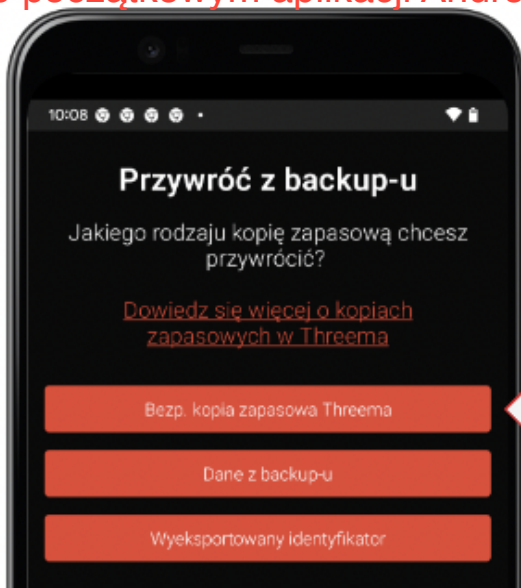 początkowym aplikacji
10:08
Przywróć z backup-u
Jakiego rodzaju kopię zapasową chcesz
przywrócić?
Dowiedz się więcej o kopiach
zapasowych w Threema
Bezp. kopia zapasowa Threema
Dane z backup-u
Wyeksportowany identyfikator